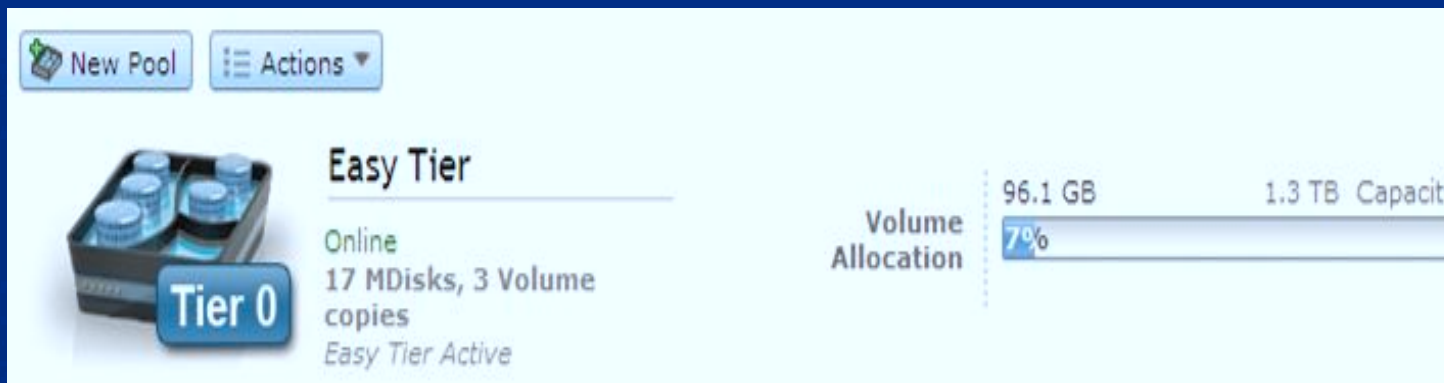 New Pool
Actions
Easy Tier
Online
17 MDisks, 3 Volume
copies
Easy Tier Active
Tier 0
Volume
Allocation
96.1 GB
1.3 TB Capacit
7%